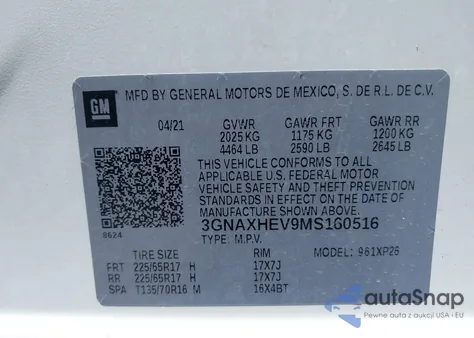 GM
MFD BY GENERAL MOTORS DE MEXICO, S. DE R.L. DE C.V.
04/21 GVWR GAWR FRT GAWR RR
2025 KG 1175 KG 1200 KG
4464 LB 2590 LB 2645 LB
THIS VEHICLE CONFORMS TO ALL
APPLICABLE U.S. FEDERAL MOTOR
VEHICLE SAFETY AND THEFT PREVENTION
STANDARDS IN EFFECT ON THE DATE OF
MANUFACTURE SHOWN ABOVE.
3GNAXHEV9MS160516
8624
TYPE: M.P.V. MODEL: 961XP26
TIRE SIZE RIM
FRT 225/65R17 H 17X7J
RR 225/65R17 H 17X7J
SPA T135/70R16 M 16X4BT
autoSnap
Pewne auta z aukcji USA - EU